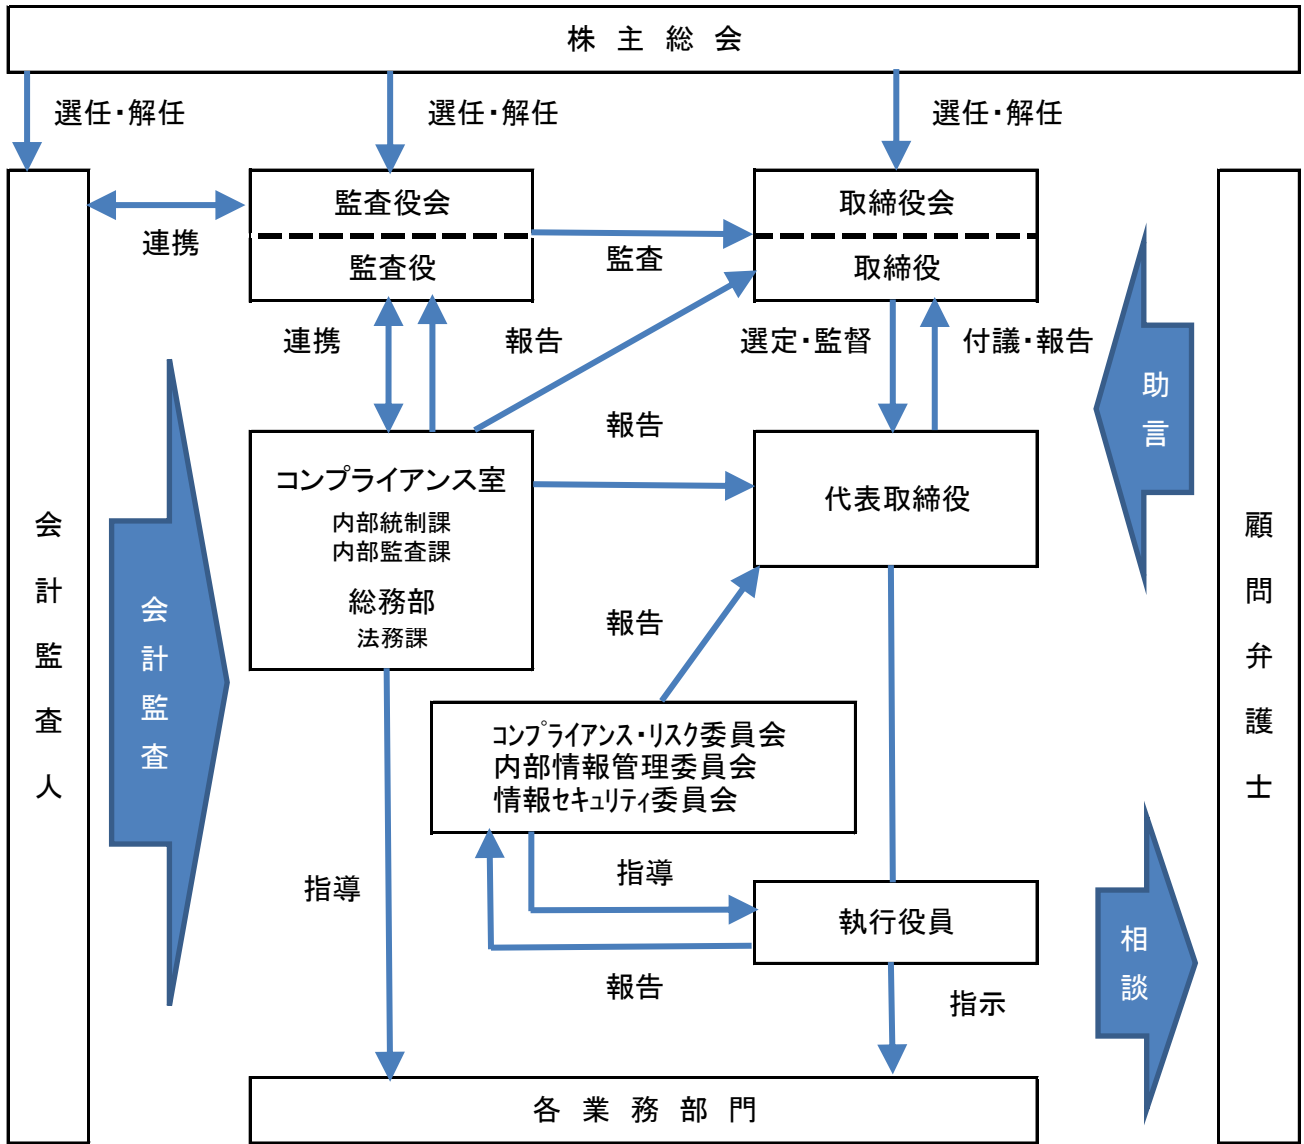 株主総会
選任・解任
選任・解任
選任・解任
監査役会
取締役会
連携
監査
監査役
取締役
連携
報告
選定・監督
付議・報告
助言
報告
コンプライアンス室
内部統制課
内部監査課
総務部
法務課
代表取締役
会計監査人
会計監査
顧問弁護士
報告
コンプライアンス・リスク委員会
内部情報管理委員会
情報セキュリティ委員会
指導
指導
執行役員
相談
報告
指示
各業務部門